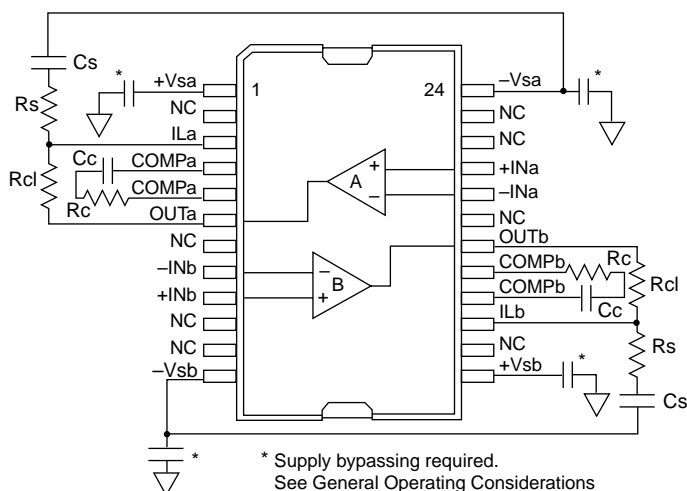 Cs
Rs
Rcl
*
+Vsa
NC
ILa
Cc
COMPa
COMPa
Rc
OUTa
NC
–INb
+INb
NC
NC
–Vsb
*
1
24
A
+
–
B
–
+
–Vsa
*
NC
NC
+INa
–INa
NC
OUTb
Rc
COMPb
Rcl
COMPb
Cc
ILb
NC
Rs
+Vsb
*
Cs
* Supply bypassing required.
See General Operating Considerations